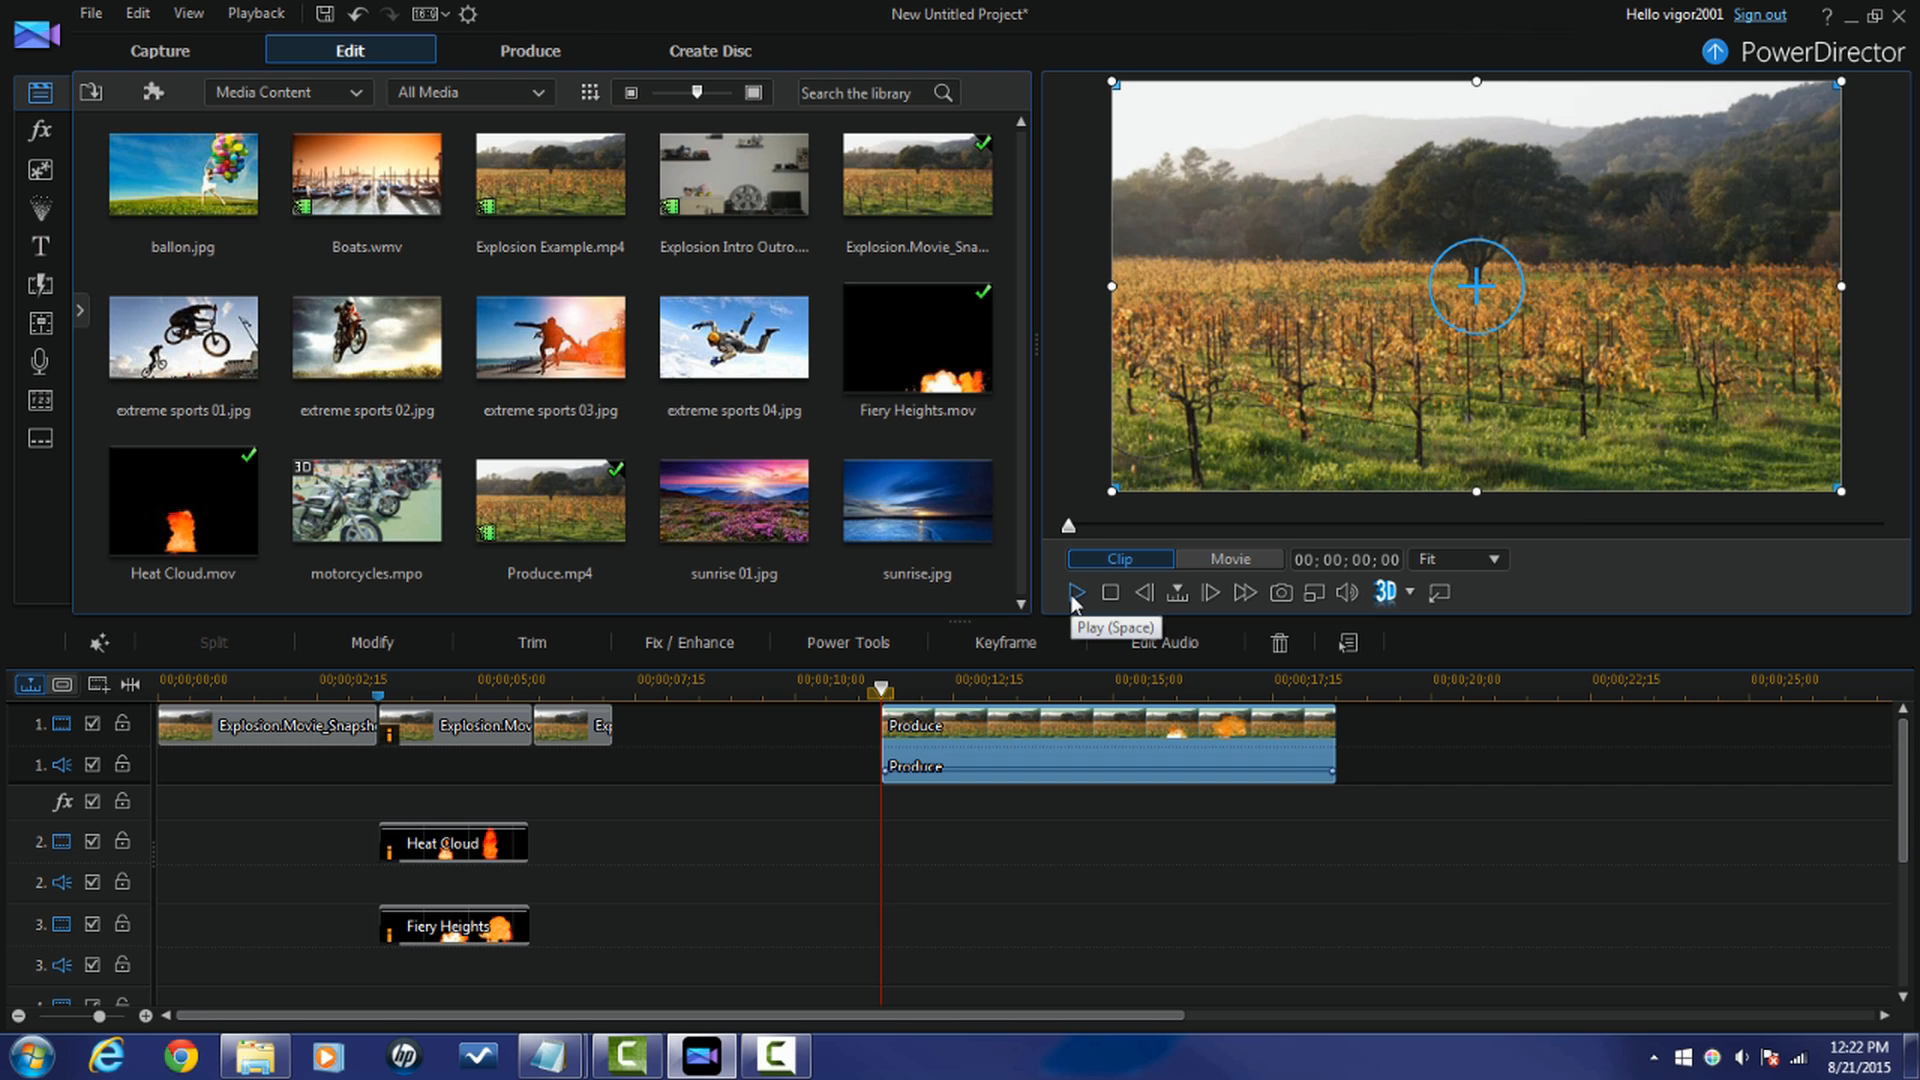 File Edit View Playback 16:9 New Untitled Project* Hello vigor2001 Sign out ?
Capture Edit Produce Create Disc PowerDirector
Media Content All Media Search the library
ballon.jpg Boats.wmv Explosion Example.mp4 Explosion Intro Outro.... Explosion.Movie_Sna...
extreme sports 01.jpg extreme sports 02.jpg extreme sports 03.jpg extreme sports 04.jpg Fiery Heights.mov
3D
Heat Cloud.mov motorcycles.mpo Produce.mp4 sunrise 01.jpg sunrise.jpg
fx
T
Clip Movie 00; 00; 00; 00 Fit
3D
Play (Space)
Split Modify Trim Fix / Enhance Power Tools Keyframe Edit Audio
00;00;00;00 00;00;02;15 00;00;05;00 00;00;07;15 00;00;10;00 00;00;12;15 00;00;15;00 00;00;17;15 00;00;20;00 00;00;22;15 00;00;25;00
1. Explosion.Movie_Snapsh Explosion.Mov Exp Produce
1. Produce
fx
2. Heat Cloud
2.
3. Fiery Heights
3.
hp
12:22 PM
8/21/2015